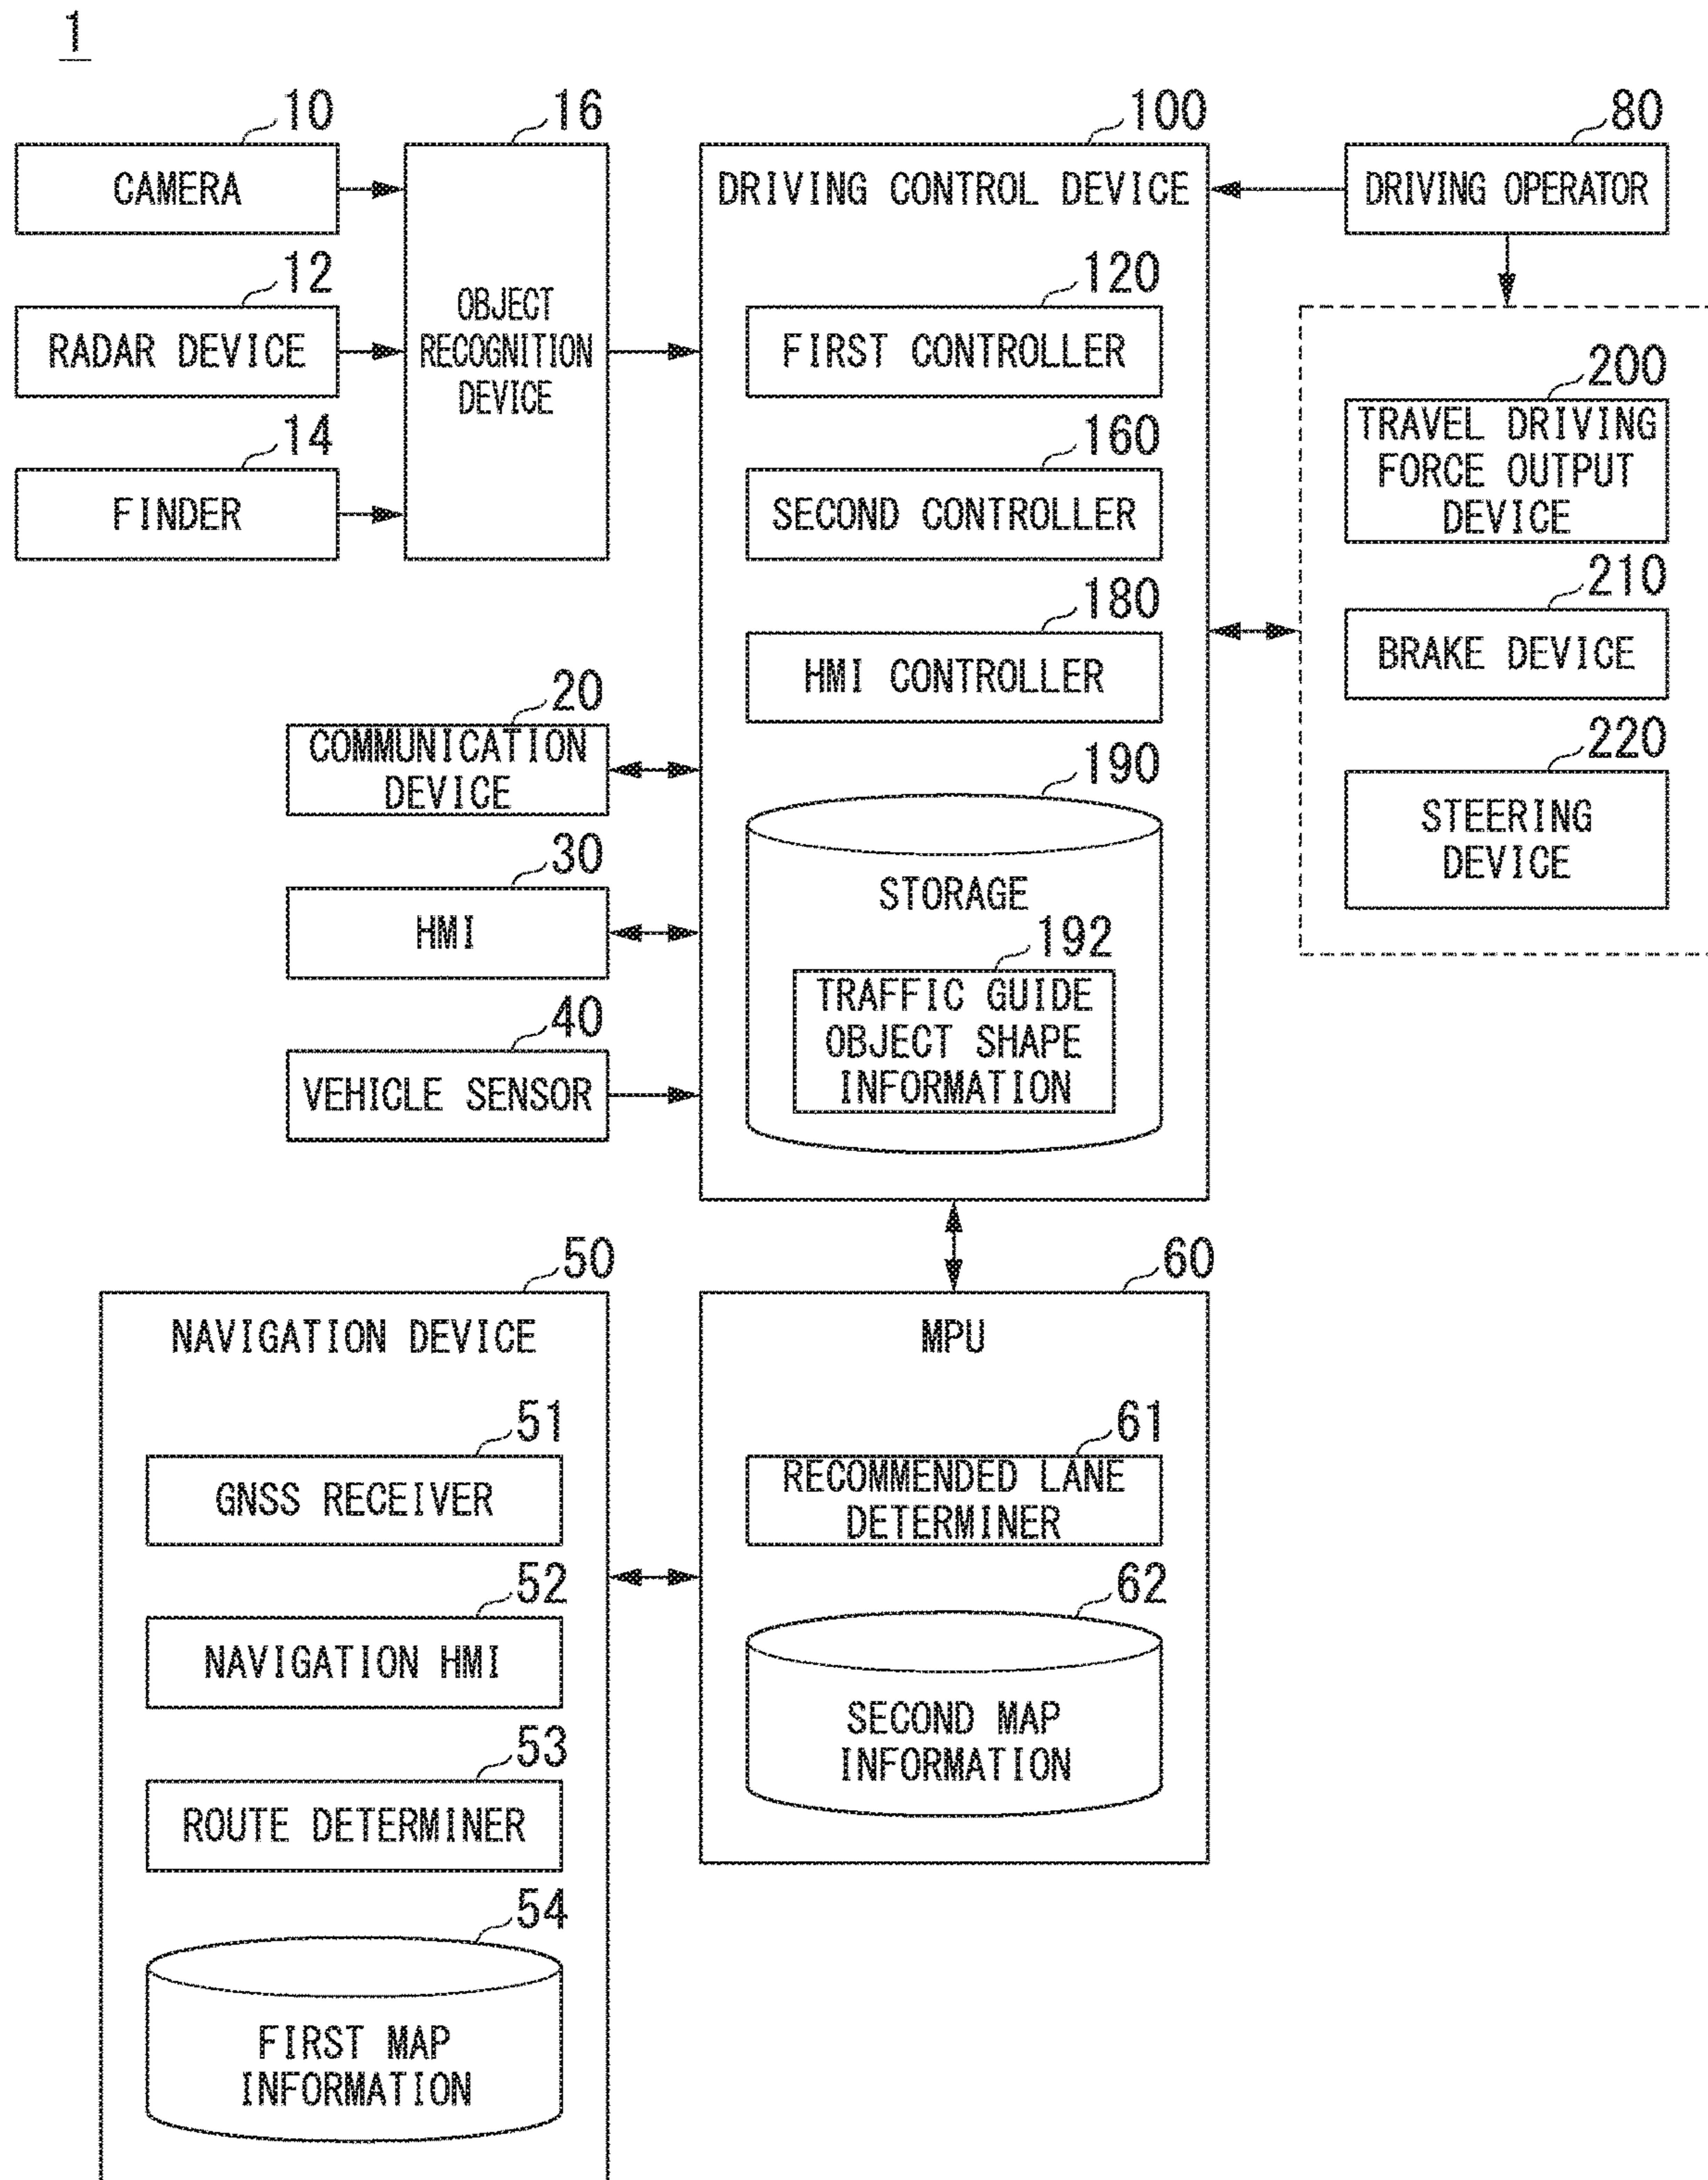 1
10
CAMERA
12
RADAR DEVICE
14
FINDER
16
OBJECT
RECOGNITION
DEVICE
20
COMMUNICATION
DEVICE
30
HMI
40
VEHICLE SENSOR
100
DRIVING CONTROL DEVICE
120
FIRST CONTROLLER
160
SECOND CONTROLLER
180
HMI CONTROLLER
190
STORAGE
192
TRAFFIC GUIDE
OBJECT SHAPE
INFORMATION
80
DRIVING OPERATOR
200
TRAVEL DRIVING
FORCE OUTPUT
DEVICE
210
BRAKE DEVICE
220
STEERING
DEVICE
50
NAVIGATION DEVICE
51
GNSS RECEIVER
52
NAVIGATION HMI
53
ROUTE DETERMINER
54
FIRST MAP
INFORMATION
60
MPU
61
RECOMMENDED LANE
DETERMINER
62
SECOND MAP
INFORMATION